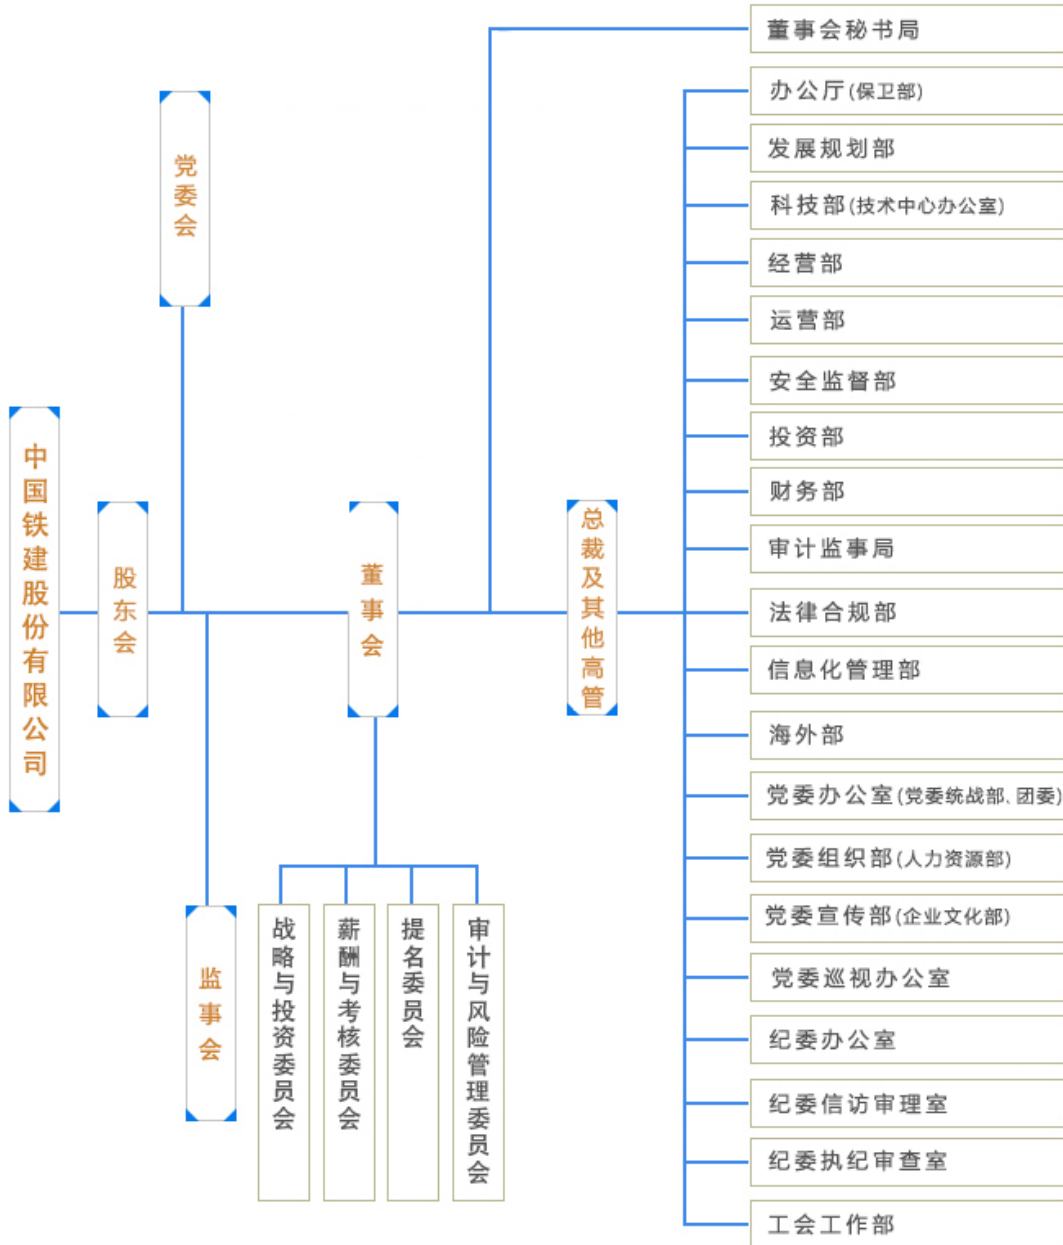 中国铁建股份有限公司
股东会
党委会
监事会
董事会
战略与投资委员会
薪酬与考核委员会
提名委员会
审计与风险管理委员会
总裁及其他高管
董事会秘书局
办公厅(保卫部)
发展规划部
科技部(技术中心办公室)
经营部
运营部
安全监督部
投资部
财务部
审计监事局
法律合规部
信息化管理部
海外部
党委办公室(党委统战部、团委)
党委组织部(人力资源部)
党委宣传部(企业文化部)
党委巡视办公室
纪委办公室
纪委信访审理室
纪委执纪审查室
工会工作部